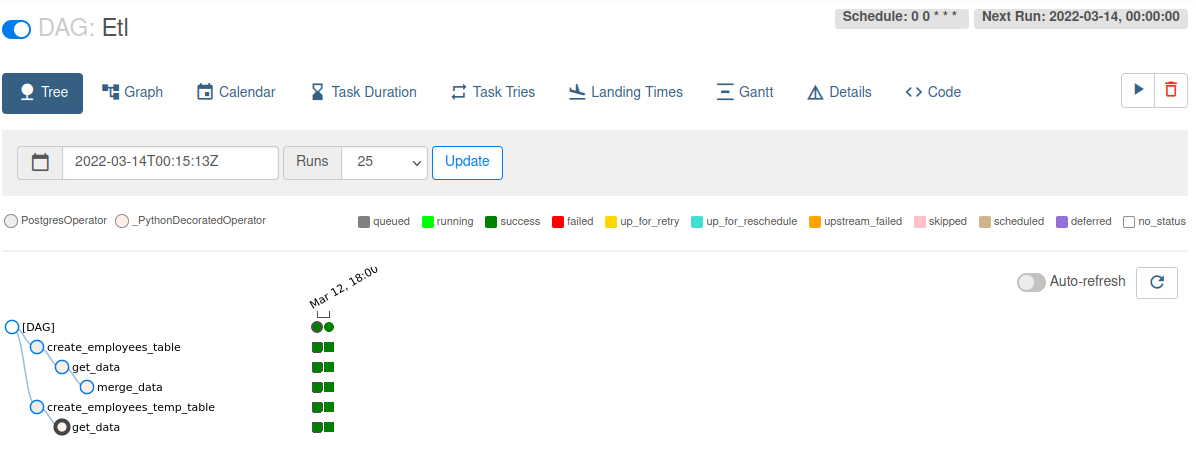 DAG: Etl
Schedule: 0 0 * * *
Next Run: 2022-03-14, 00:00:00
Tree
Graph
Calendar
Task Duration
Task Tries
Landing Times
Gantt
Details
Code
2022-03-14T00:15:13Z
Runs
25
Update
PostgresOperator
_PythonDecoratedOperator
queued
running
success
failed
up_for_retry
up_for_reschedule
upstream_failed
skipped
scheduled
deferred
no_status
Auto-refresh
Mar 12, 18:00
[DAG]
create_employees_table
get_data
merge_data
create_employees_temp_table
get_data